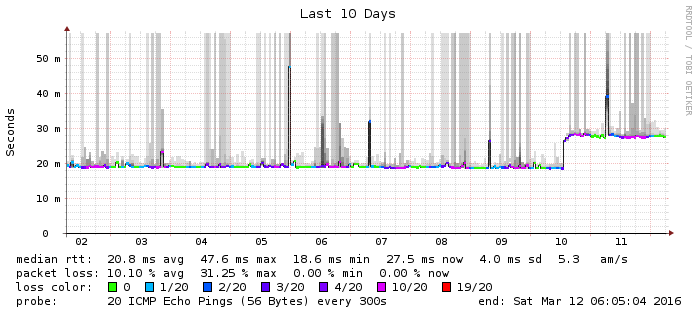 Last 10 Days
RRDTOOL / TOBI OETIKER
Seconds
50 m
40 m
30 m
20 m
10 m
0
02 03 04 05 06 07 08 09 10 11
median rtt: 20.8 ms avg 47.6 ms max 18.6 ms min 27.5 ms now 4.0 ms sd 5.3 am/s
packet loss: 10.10 % avg 31.25 % max 0.00 % min 0.00 % now
loss color: 0 1/20 2/20 3/20 4/20 10/20 19/20
probe: 20 ICMP Echo Pings (56 Bytes) every 300s end: Sat Mar 12 06:05:04 2016